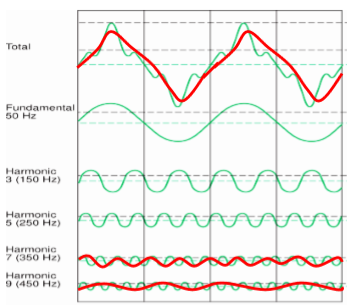 Total
Fundamental
50 Hz
Harmonic
3 (150 Hz)
Harmonic
5 (250 Hz)
Harmonic
7 (350 Hz)
Harmonic
9 (450 Hz)